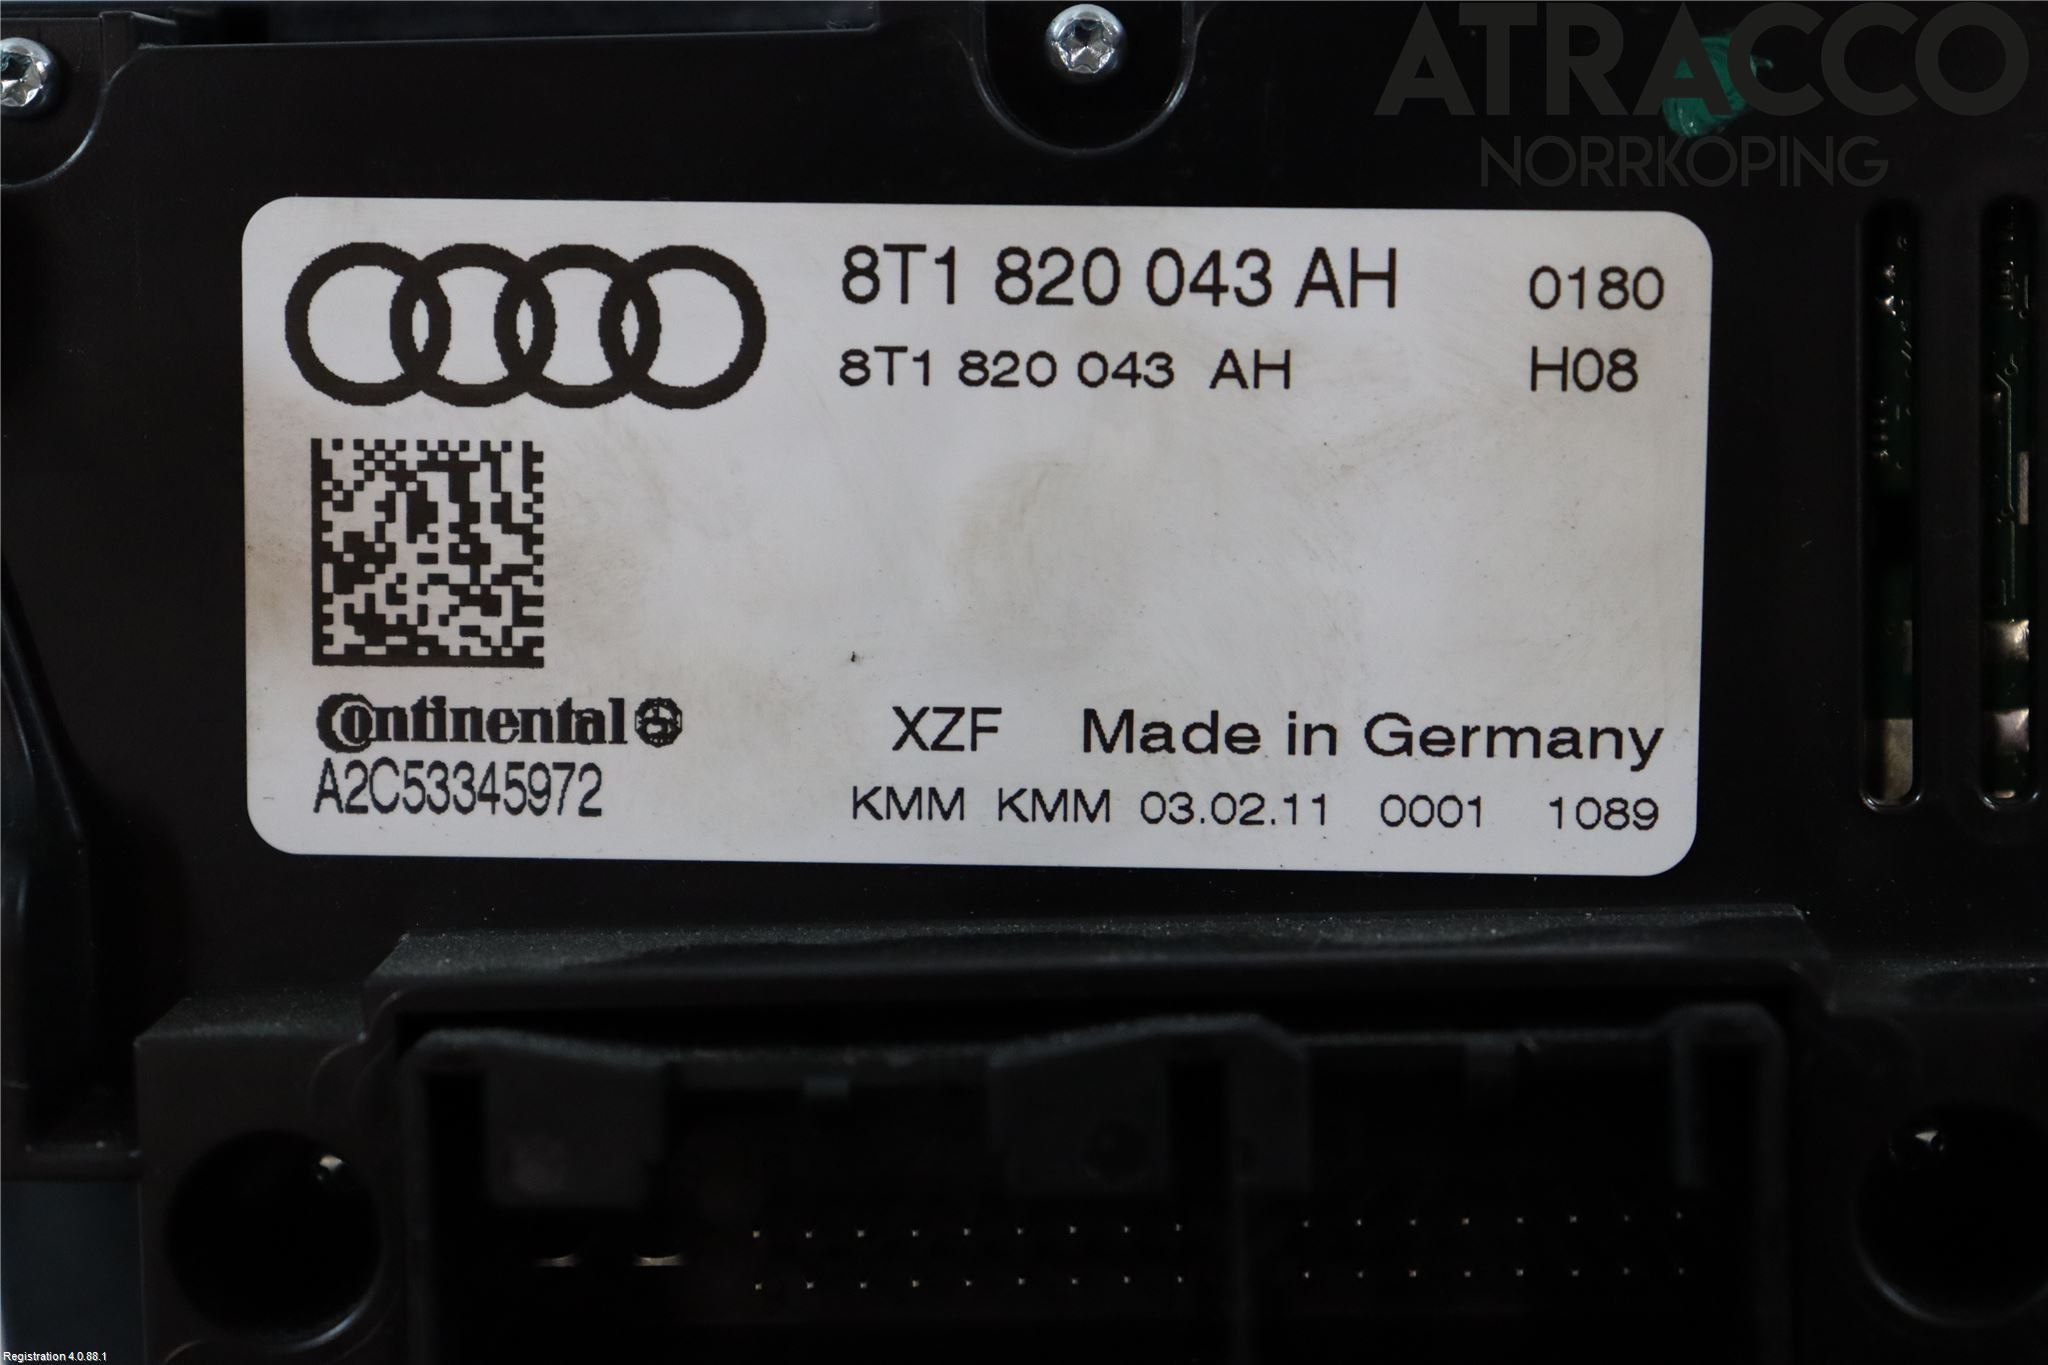 ATRACCO
NORRKÖPING
8T1 820 043 AH 0180
8T1 820 043 AH H08
Continental
A2C53345972
XZF Made in Germany
KMM KMM 03.02.11 0001 1089
Registration 4.0.88.1